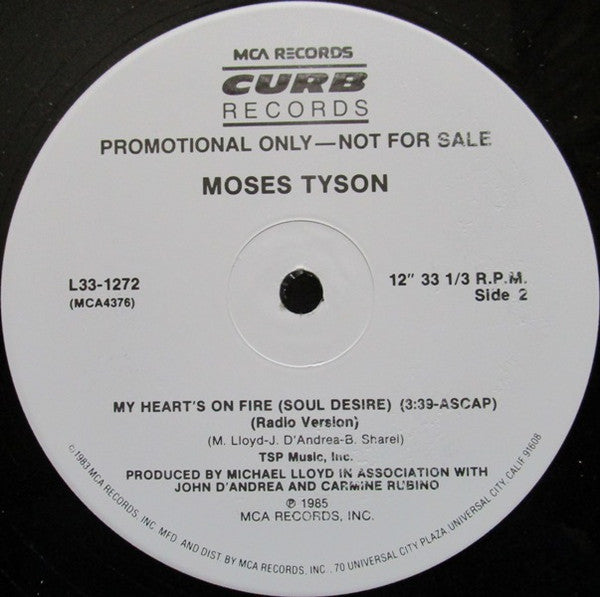 MCA RECORDS
CURB
RECORDS
PROMOTIONAL ONLY—NOT FOR SALE
MOSES TYSON
L33-1272
(MCA4376)
12" 33 1/3 R.P.M.
Side 2
MY HEART'S ON FIRE (SOUL DESIRE) (3:39-ASCAP)
(Radio Version)
(M. Lloyd-J. D'Andrea-B. Sharel)
TSP Music, Inc.
PRODUCED BY MICHAEL LLOYD IN ASSOCIATION WITH
JOHN D'ANDREA AND CARMINE RUBINO
℗ 1985
MCA RECORDS, INC.
© 1983 MCA RECORDS, INC. MFD. AND DIST. BY MCA RECORDS, INC., 70 UNIVERSAL CITY PLAZA, UNIVERSAL CITY, CALIF. 91608